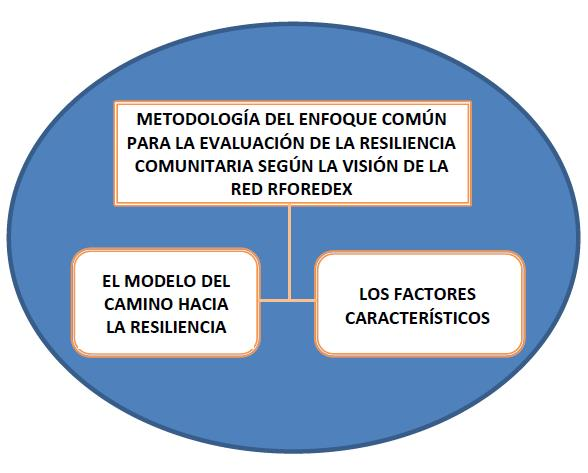 METODOLOGÍA DEL ENFOQUE COMÚN
PARA LA EVALUACIÓN DE LA RESILIENCIA
COMUNITARIA SEGÚN LA VISIÓN DE LA
RED RFOREDEX
EL MODELO DEL
CAMINO HACIA
LA RESILIENCIA
LOS FACTORES
CARACTERÍSTICOS